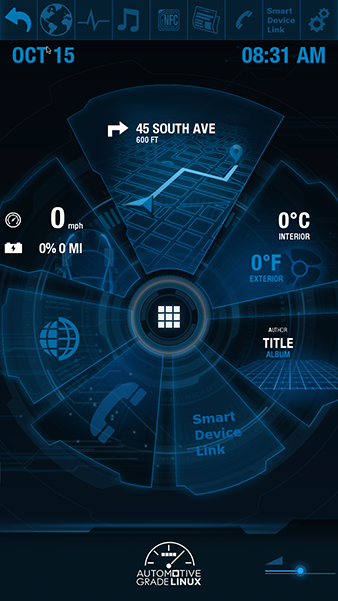 NFC
Smart
Device
Link
OCT 15
08:31 AM
45 SOUTH AVE
600 FT
0 mph
0% 0 MI
0°C
INTERIOR
0°F
EXTERIOR
AUTHOR
TITLE
ALBUM
Smart
Device
Link
AUTOMOTIVE
GRADE LINUX